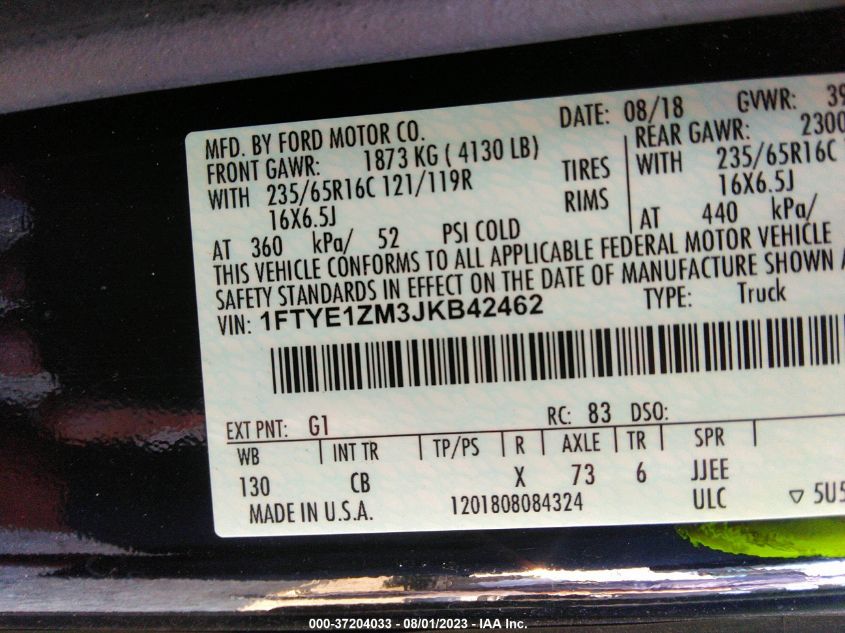 DATE: 08/18 GVWR: 39
MFD. BY FORD MOTOR CO.
FRONT GAWR: 1873 KG ( 4130 LB) REAR GAWR: 2300
WITH 235/65R16C 121/119R TIRES WITH 235/65R16C
16X6.5J RIMS 16X6.5J
AT 360 kPa/ 52 PSI COLD AT 440 kPa/
THIS VEHICLE CONFORMS TO ALL APPLICABLE FEDERAL MOTOR VEHICLE
SAFETY STANDARDS IN EFFECT ON THE DATE OF MANUFACTURE SHOWN A
VIN: 1FTYE1ZM3JKB42462 TYPE: Truck
EXT PNT: G1 RC: 83 DSO:
WB INT TR TP/PS R AXLE TR SPR
130 CB X 73 6 JJEE
MADE IN U.S.A. 1201808084324 ULC ▽ 5U5
000-37204033 - 08/01/2023 - IAA Inc.